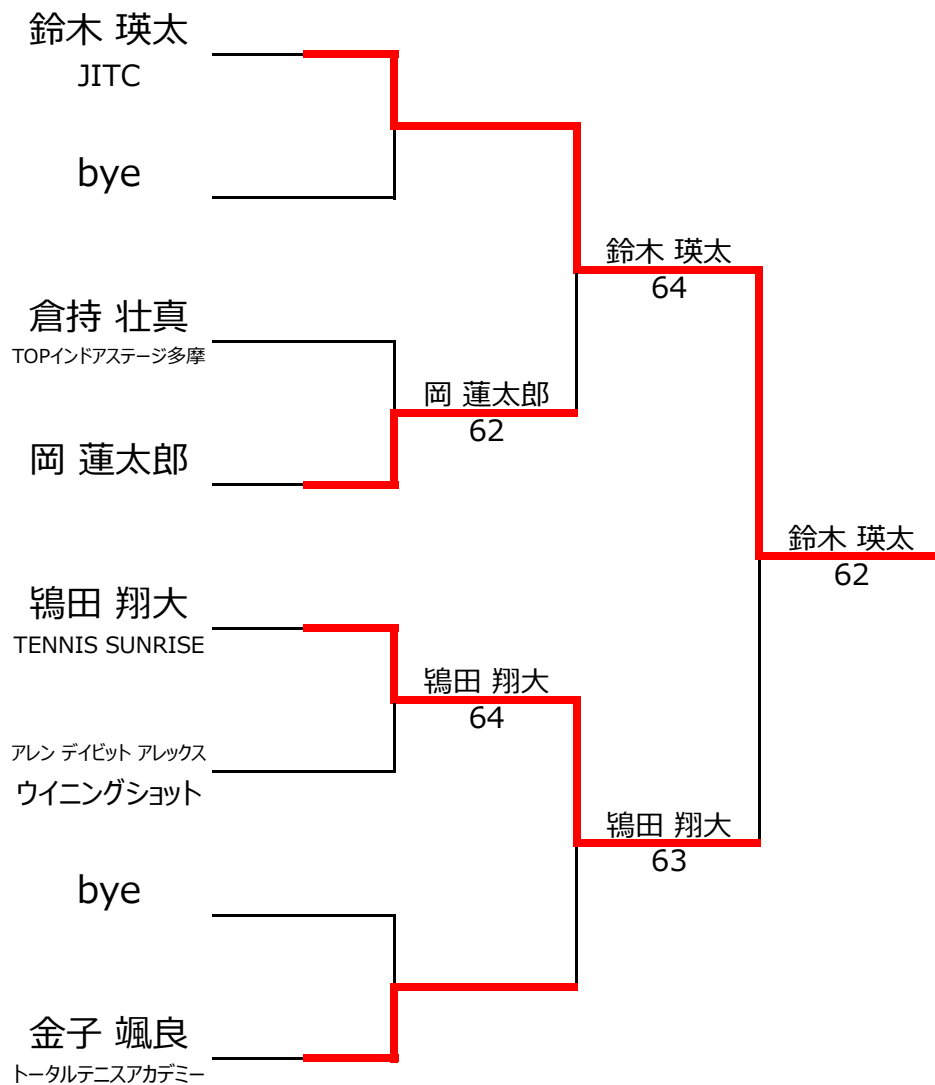 鈴木 瑛太
JITC
bye
鈴木 瑛太
64
倉持 壮真
TOPインドアステージ多摩
岡 蓮太郎
62
岡 蓮太郎
鈴木 瑛太
62
鴇田 翔大
TENNIS SUNRISE
鴇田 翔大
64
アレン デイビット アレックス
ウイニングショット
鴇田 翔大
63
bye
金子 颯良
トータルテニスアカデミー